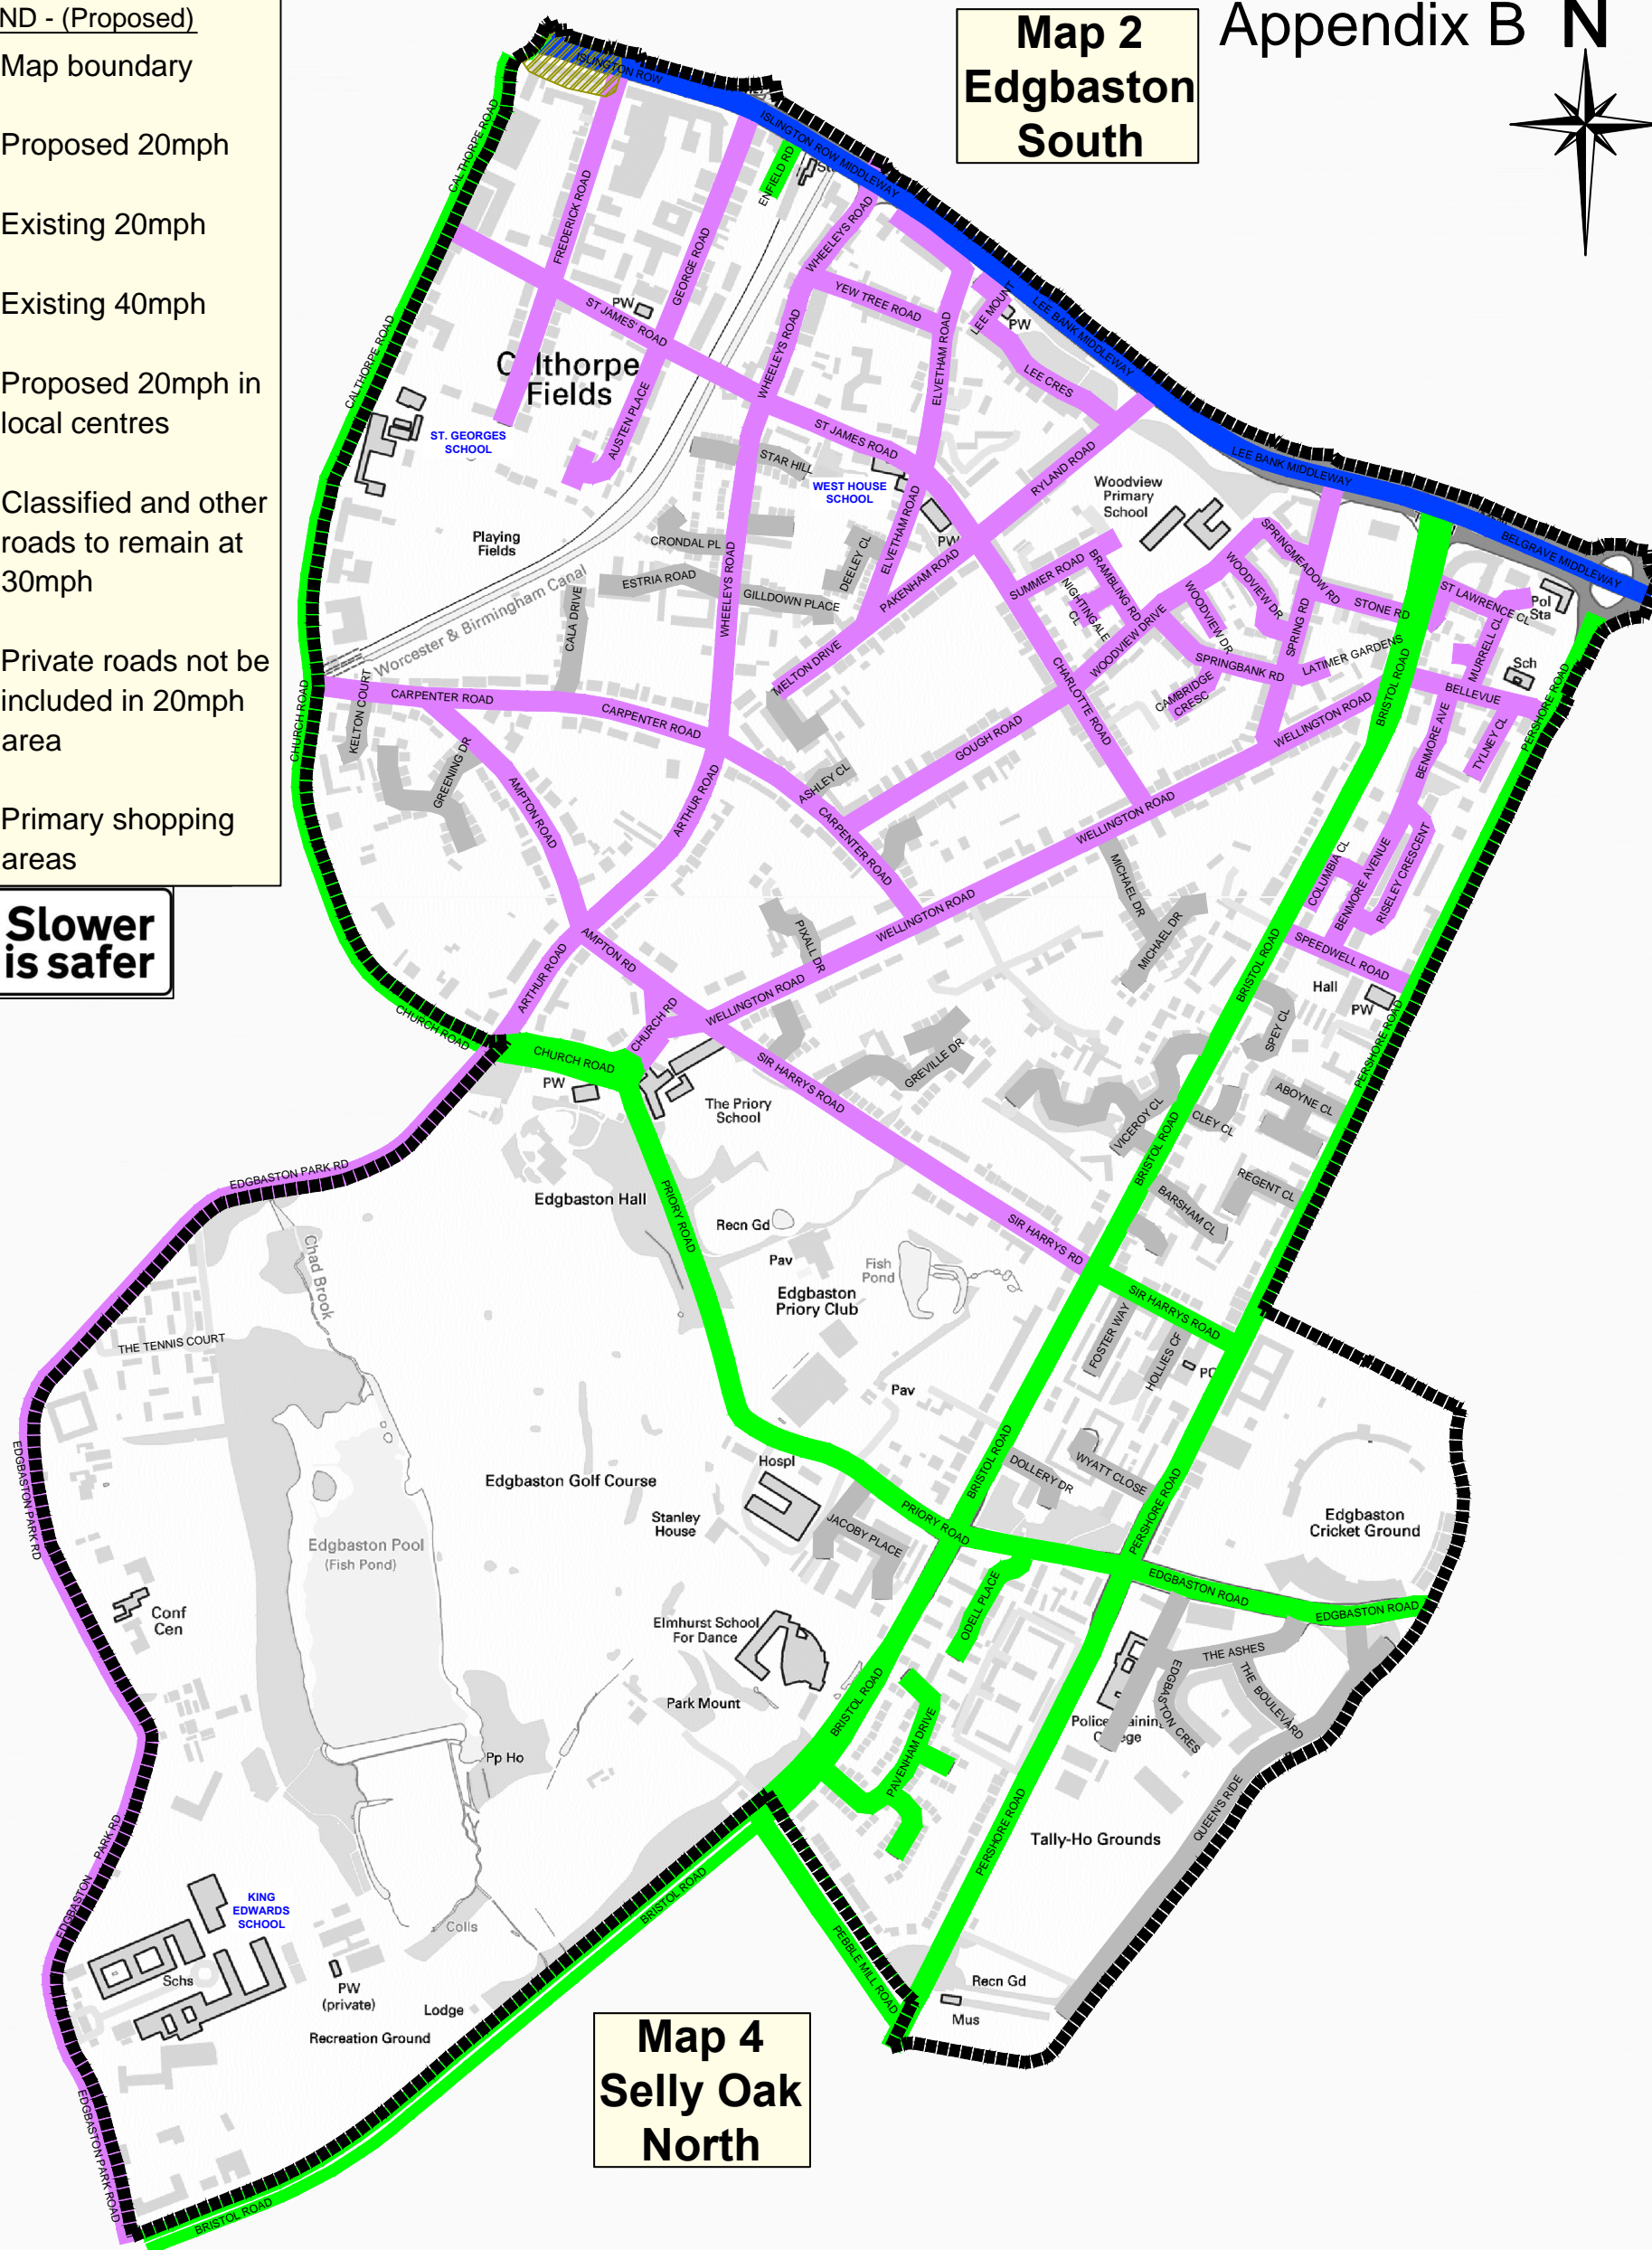 ND - (Proposed)
Map boundary
Proposed 20mph
Existing 20mph
Existing 40mph
Proposed 20mph in
local centres
Classified and other
roads to remain at
30mph
Private roads not be
included in 20mph
area
Primary shopping
areas
Slower
is safer
Map 2
Edgbaston
South
Appendix B N
ISLINGTON ROW
CALTHORPE ROAD
ISLINGTON ROW MIDDLEWAY
ENFIELD RD
FREDERICK ROAD
GEORGE ROAD
WHEELEYS ROAD
PW
ST JAMES' ROAD
YEW TREE ROAD
LEE MOUNT
PW
LEE BANK MIDDLEWAY
CALTHORPE ROAD
Calthorpe
Fields
WHEELEYS ROAD
ELVETHAM ROAD
LEE CRES
AUSTEN PLACE
ST. GEORGES
SCHOOL
ST JAMES ROAD
STAR HILL
WEST HOUSE
SCHOOL
RYLAND ROAD
LEE BANK MIDDLEWAY
Woodview
Primary
School
BELGRAVE MIDDLEWAY
Playing
Fields
CRONDAL PL
ELVETHAM ROAD
PW
DEELEY CL
SPRINGMEADOW RD
ESTRIA ROAD
GILLDOWN PLACE
WHEELEYS ROAD
PAKENHAM ROAD
SUMMER ROAD
BRAMBLING RD
NIGHTINGALE
CL
WOODVIEW DR
WOODVIEW DR
WOODVIEW DRIVE
SPRING RD
STONE RD
ST LAWRENCE CL
Pol
Sta
CALA DRIVE
Worcester & Birmingham Canal
MELTON DRIVE
MURRELL CL
Sch
LATIMER GARDENS
SPRINGBANK RD
CAMBRIDGE
CRESC
BRISTOL ROAD
BELLEVUE
PERSHORE ROAD
CHURCH ROAD
KELTON COURT
CARPENTER ROAD
CARPENTER ROAD
GOUGH ROAD
CHARLOTTE ROAD
WELLINGTON ROAD
BENMORE AVE
TYLNEY CL
GREENING DR
AMPTON ROAD
ARTHUR ROAD
ASHLEY CL
CARPENTER ROAD
WELLINGTON ROAD
MICHAEL DR
MICHAEL DR
COLUMBIA CL
BENMORE AVENUE
RISELEY CRESCENT
SPEEDWELL ROAD
WELLINGTON ROAD
PIXALL DR
AMPTON RD
ARTHUR ROAD
WELLINGTON ROAD
BRISTOL ROAD
Hall
PW
SPEY CL
CHURCH ROAD
CHURCH ROAD
CHURCH RD
PW
SIR HARRYS ROAD
GREVILLE DR
PERSHORE ROAD
The Priory
School
VICEROY CL
BRISTOL ROAD
CLEY CL
ABOYNE CL
EDGBASTON PARK RD
Edgbaston Hall
PRIORY ROAD
Recn Gd
Pav
SIR HARRYS RD
BARSHAM CL
REGENT CL
Chad Brook
Fish
Pond
Edgbaston
Priory Club
SIR HARRYS ROAD
THE TENNIS COURT
FOSTER WAY
HOLLIES CF
Pav
EDGBASTON PARK RD
Edgbaston Golf Course
Hospl
BRISTOL ROAD
DOLLERY DR
WYATT CLOSE
PERSHORE ROAD
Edgbaston
Cricket Ground
Stanley
House
JACOBY PLACE
PRIORY ROAD
Edgbaston Pool
(Fish Pond)
EDGBASTON ROAD
EDGBASTON ROAD
Conf
Cen
Elmhurst School
For Dance
ODELL PLACE
THE ASHES
EDGBASTON CRES
THE BOULEVARD
Park Mount
BRISTOL ROAD
PAVENHAM DRIVE
Pp Ho
QUEEN'S RIDE
EDGBASTON PARK RD
PERSHORE ROAD
Tally-Ho Grounds
KING
EDWARDS
SCHOOL
Colls
BRISTOL ROAD
PEBBLE MILL ROAD
Schs
PW
(private)
Lodge
Recreation Ground
Recn Gd
Mus
Map 4
Selly Oak
North
EDGBASTON PARK ROAD
BRISTOL ROAD